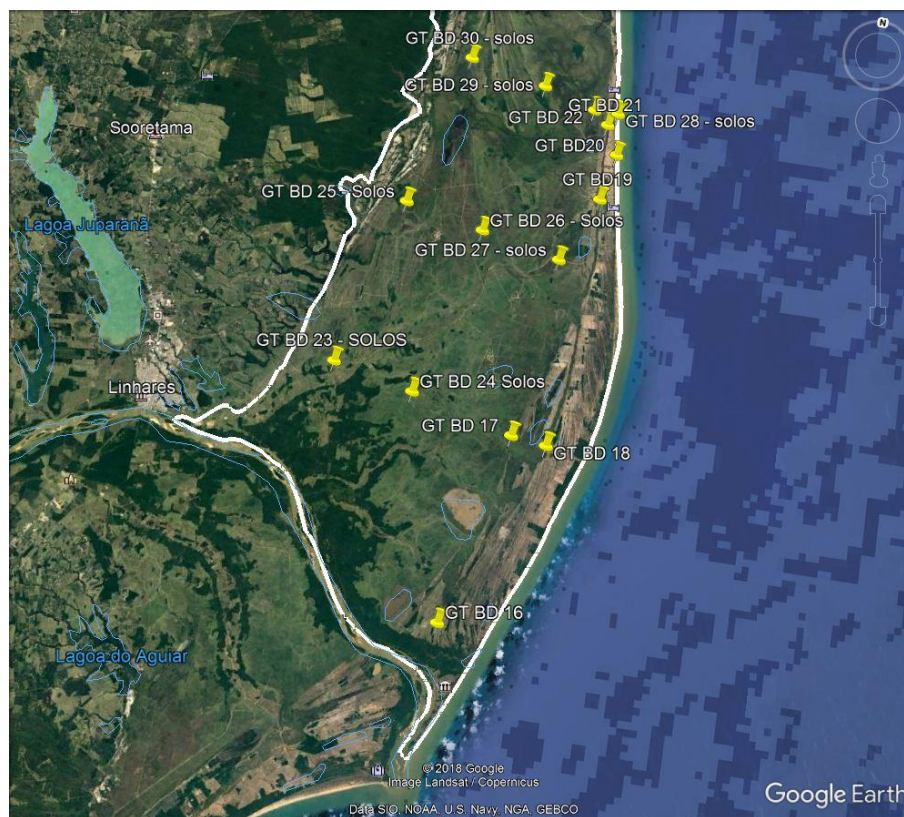 N
GT BD 30 - solos
GT BD 29 - solos
GT BD 21
GT BD 22
GT BD 28 - solos
Sooretama
GT BD20
GT BD19
GT BD 25 - Solos
GT BD 26 - Solos
Lagoa Juparanã
GT BD 27 - solos
GT BD 23 - SOLOS
Linhares
GT BD 24 Solos
GT BD 17
GT BD 18
GT BD 16
Lagoa do Aguiar
© 2018 Google
Image Landsat / Copernicus
Google Earth
Data SIO, NOAA, U.S. Navy, NGA, GEBCO